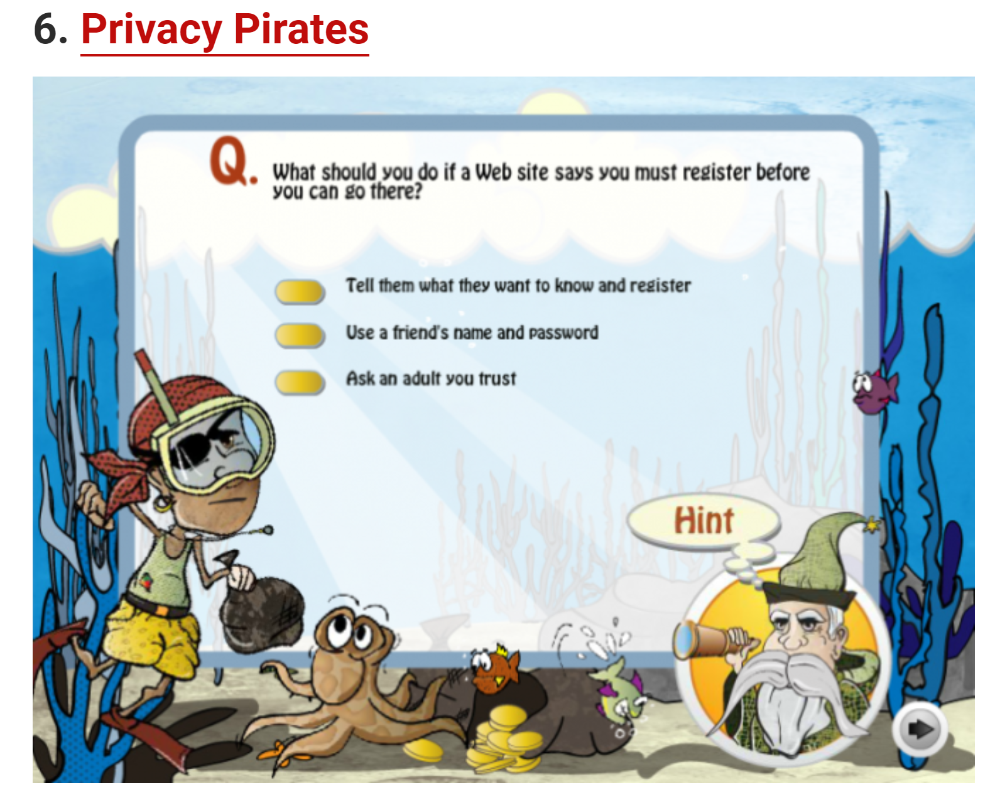 6. Privacy Pirates
Q. What should you do if a Web site says you must register before
you can go there?
Tell them what they want to know and register
Use a friend's name and password
Ask an adult you trust
Hint